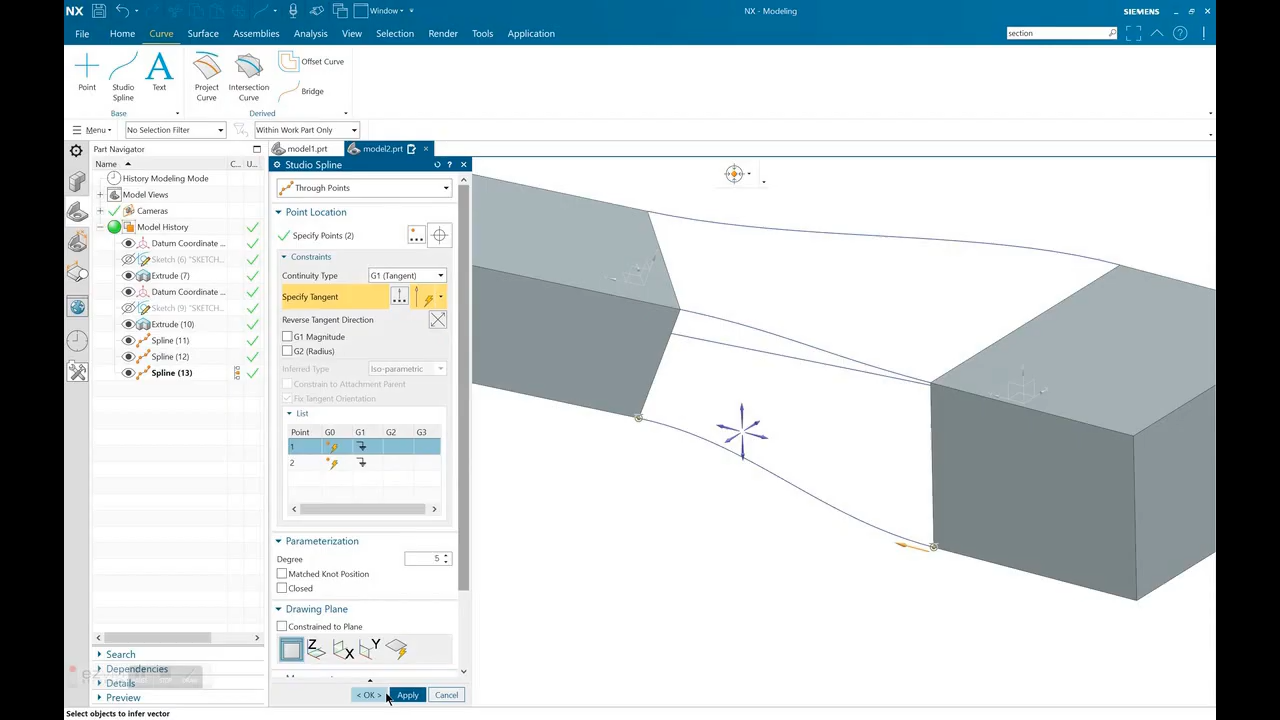 NX
Window
NX - Modeling
SIEMENS
File
Home
Curve
Surface
Assemblies
Analysis
View
Selection
Render
Tools
Application
section
Point
Studio
Spline
Text
Base
Project
Curve
Intersection
Curve
Offset Curve
Bridge
Derived
Menu
No Selection Filter
Within Work Part Only
Part Navigator
model1.prt
model2.prt
Name
C...
U...
History Modeling Mode
Model Views
Cameras
Model History
Datum Coordinate ...
Sketch (6) "SKETCH...
Extrude (7)
Datum Coordinate ...
Sketch (9) "SKETCH...
Extrude (10)
Spline (11)
Spline (12)
Spline (13)
Search
Dependencies
Details
Preview
Studio Spline
Through Points
Point Location
Specify Points (2)
Constraints
Continuity Type
G1 (Tangent)
Specify Tangent
Reverse Tangent Direction
G1 Magnitude
G2 (Radius)
Inferred Type
Iso-parametric
Constrain to Attachment Parent
Fix Tangent Orientation
List
Point G0 G1 G2 G3
1
2
Parameterization
Degree
5
Matched Knot Position
Closed
Drawing Plane
Constrained to Plane
Z X Y
< OK >
Apply
Cancel
Select objects to infer vector